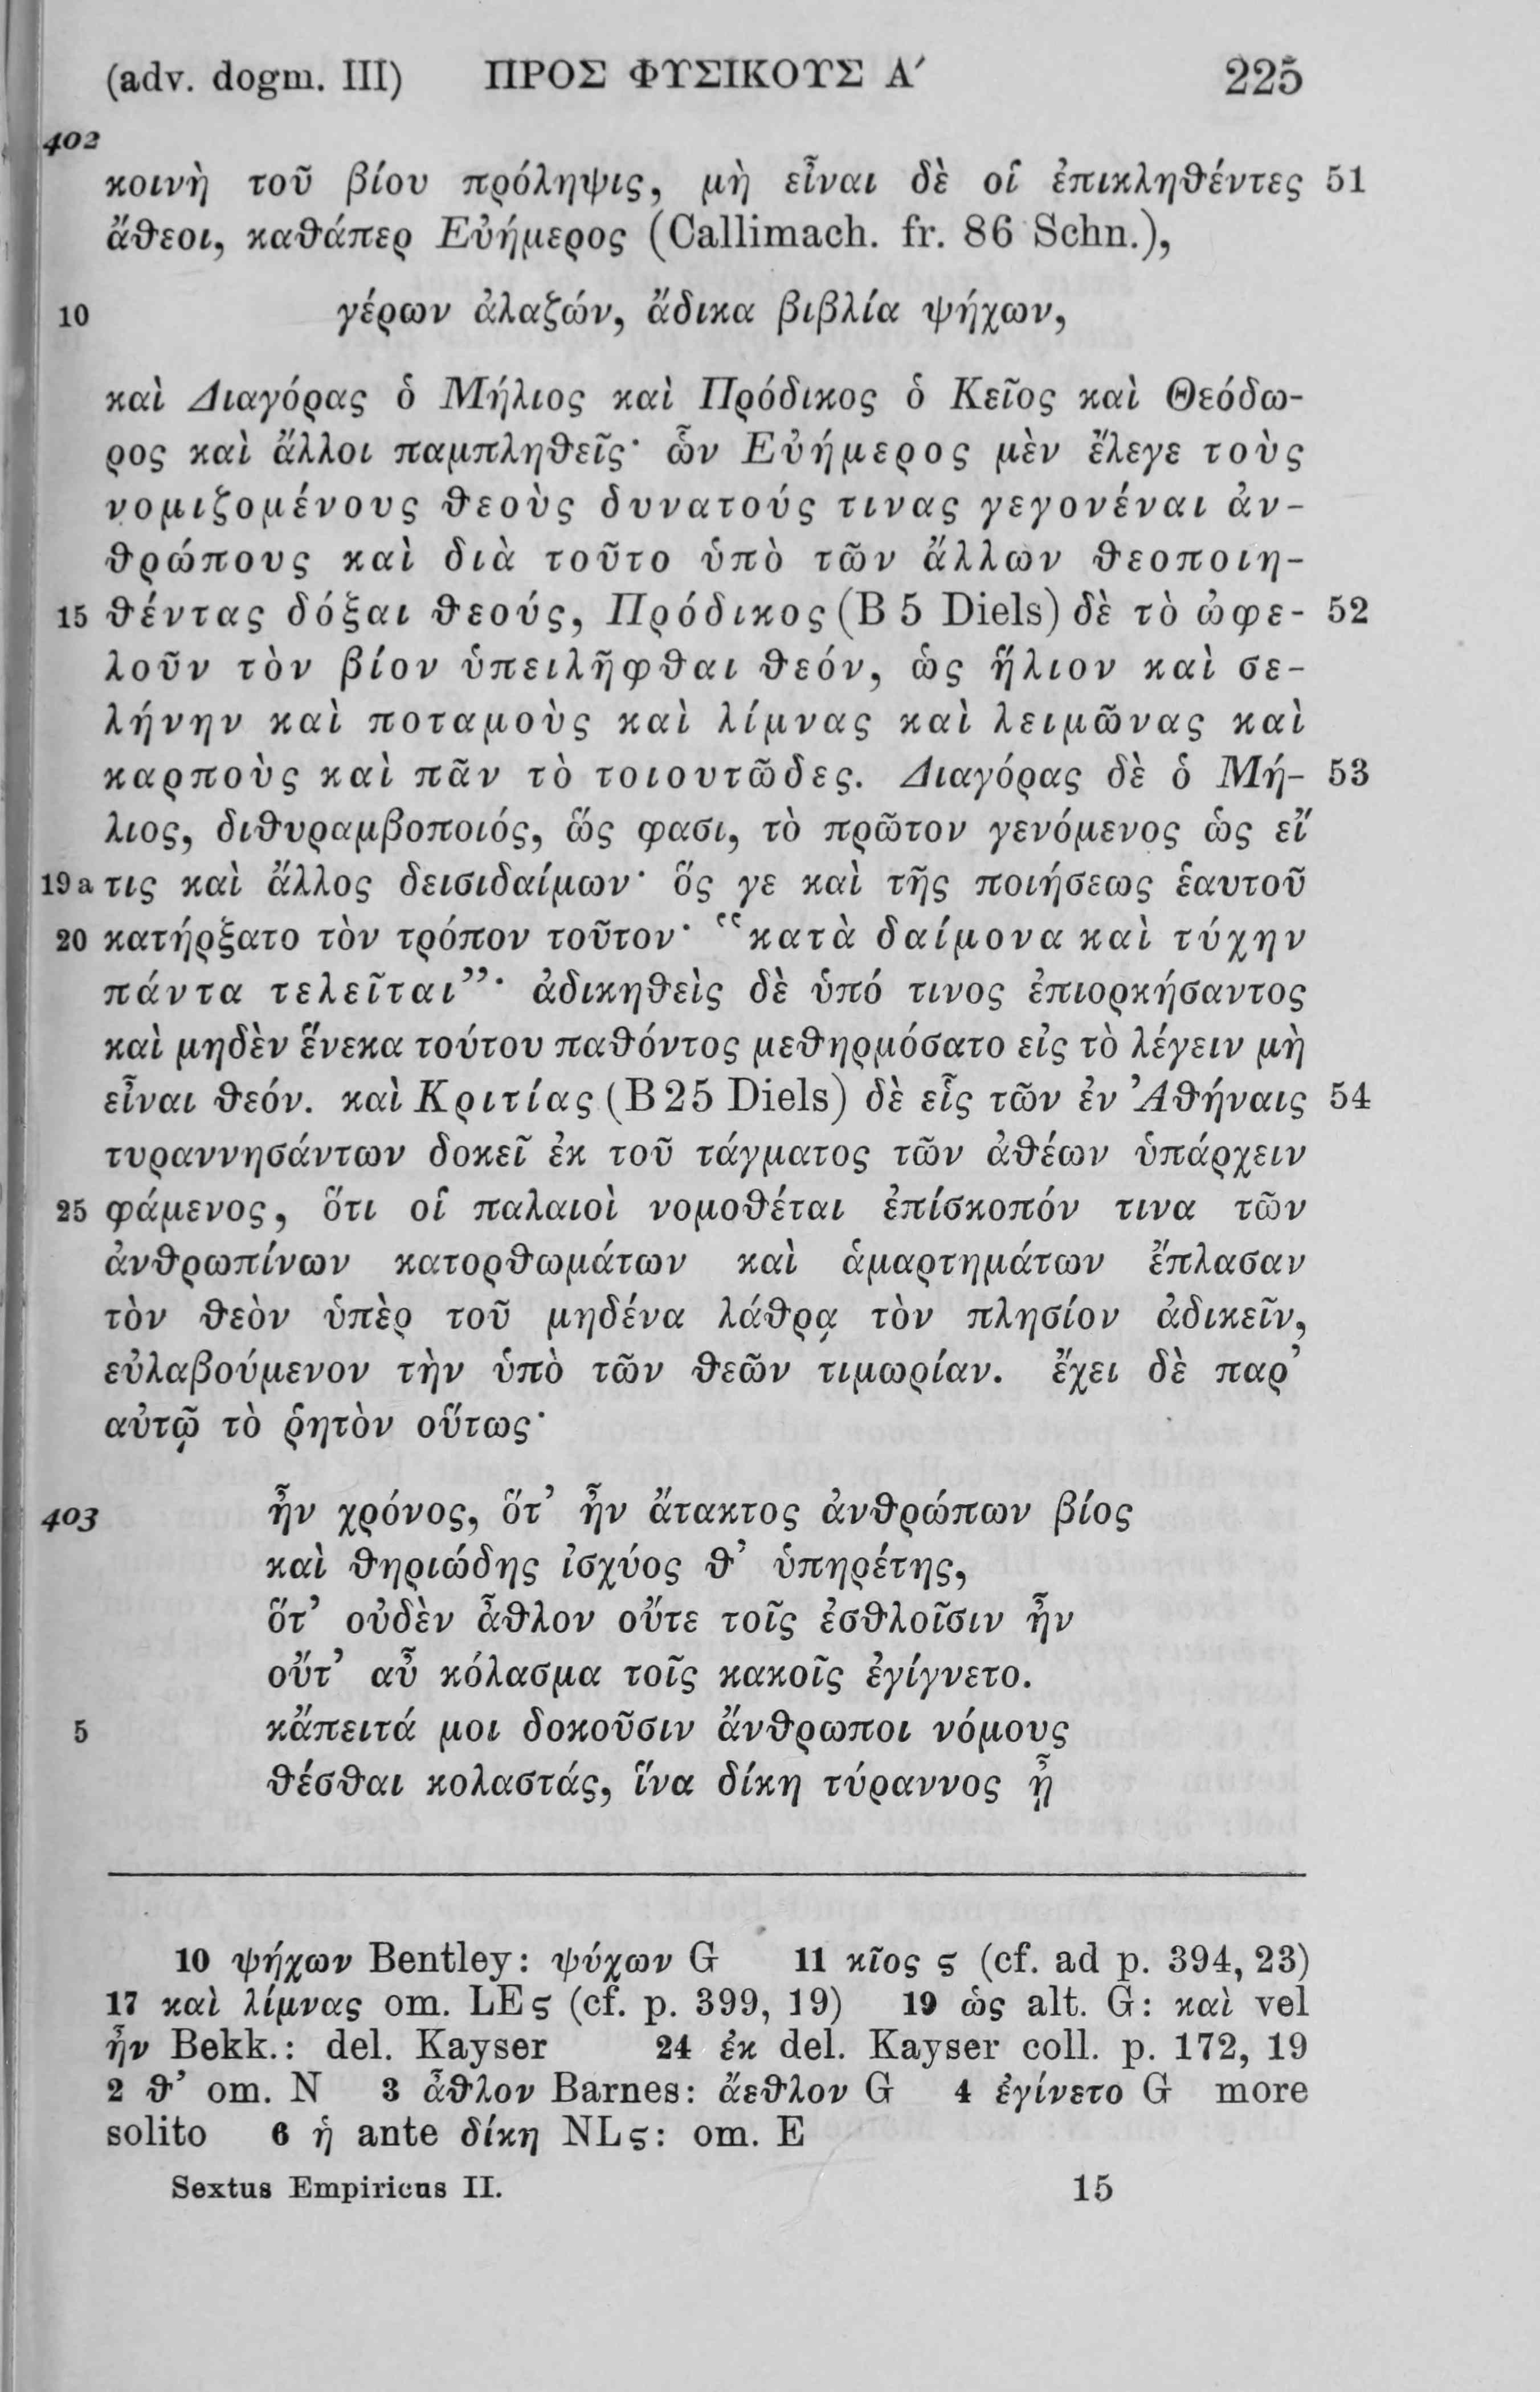 (adv. dogm. III) ΠΡΟΣ ΦΥΣΙΚΟΥΣ Α′ 225
402
κοινὴ τοῦ βίου πρόληψις, μὴ εἶναι δὲ οἱ ἐπικληθέντες 51
ἄθεοι, καθάπερ Εὐήμερος (Callimach. fr. 86 Schn.),
10 γέρων ἀλαζών, ἄδικα βιβλία ψήχων,
καὶ Διαγόρας ὁ Μήλιος καὶ Πρόδικος ὁ Κεῖος καὶ Θεόδω-
ρος καὶ ἄλλοι παμπληθεῖς· ὧν Εὐήμερος μὲν ἔλεγε τοὺς
νομιζομένους θεοὺς δυνατούς τινας γεγονέναι ἀν-
θρώπους καὶ διὰ τοῦτο ὑπὸ τῶν ἄλλων θεοποιη-
15 θέντας δόξαι θεούς, Πρόδικος (B 5 Diels) δὲ τὸ ὠφε- 52
λοῦν τὸν βίον ὑπειλῆφθαι θεόν, ὡς ἥλιον καὶ σε-
λήνην καὶ ποταμοὺς καὶ λίμνας καὶ λειμῶνας καὶ
καρποὺς καὶ πᾶν τὸ τοιουτῶδες. Διαγόρας δὲ ὁ Μή- 53
λιος, διθυραμβοποιός, ὥς φασι, τὸ πρῶτον γενόμενος ὡς εἴ
19a τις καὶ ἄλλος δεισιδαίμων· ὅς γε καὶ τῆς ποιήσεως ἑαυτοῦ
20 κατήρξατο τὸν τρόπον τοῦτον· “κατὰ δαίμονα καὶ τύχην
πάντα τελεῖται”· ἀδικηθεὶς δὲ ὑπό τινος ἐπιορκήσαντος
καὶ μηδὲν ἕνεκα τούτου παθόντος μεθηρμόσατο εἰς τὸ λέγειν μὴ
εἶναι θεόν. καὶ Κριτίας (B 25 Diels) δὲ εἷς τῶν ἐν Ἀθήναις 54
τυραννησάντων δοκεῖ ἐκ τοῦ τάγματος τῶν ἀθέων ὑπάρχειν
25 φάμενος, ὅτι οἱ παλαιοὶ νομοθέται ἐπίσκοπόν τινα τῶν
ἀνθρωπίνων κατορθωμάτων καὶ ἁμαρτημάτων ἔπλασαν
τὸν θεὸν ὑπὲρ τοῦ μηδένα λάθρᾳ τὸν πλησίον ἀδικεῖν,
εὐλαβούμενον τὴν ὑπὸ τῶν θεῶν τιμωρίαν. ἔχει δὲ παρ’
αὐτῷ τὸ ῥητὸν οὕτως·
403 ἦν χρόνος, ὅτ’ ἦν ἄτακτος ἀνθρώπων βίος
καὶ θηριώδης ἰσχύος θ’ ὑπηρέτης,
ὅτ’ οὐδὲν ἆθλον οὔτε τοῖς ἐσθλοῖσιν ἦν
οὔτ’ αὖ κόλασμα τοῖς κακοῖς ἐγίγνετο.
5 κἄπειτά μοι δοκοῦσιν ἄνθρωποι νόμους
θέσθαι κολαστάς, ἵνα δίκη τύραννος ᾖ
10 ψήχων Bentley: ψύχων G 11 κῖος ς (cf. ad p. 394, 23)
17 καὶ λίμνας om. LEς (cf. p. 399, 19) 19 ὡς alt. G: καὶ vel
ἦν Bekk.: del. Kayser 24 ἐκ del. Kayser coll. p. 172, 19
2 θ’ om. N 3 ἆθλον Barnes: ἄεθλον G 4 ἐγίνετο G more
solito 6 ἡ ante δίκη NLς: om. E
Sextus Empiricus II. 15